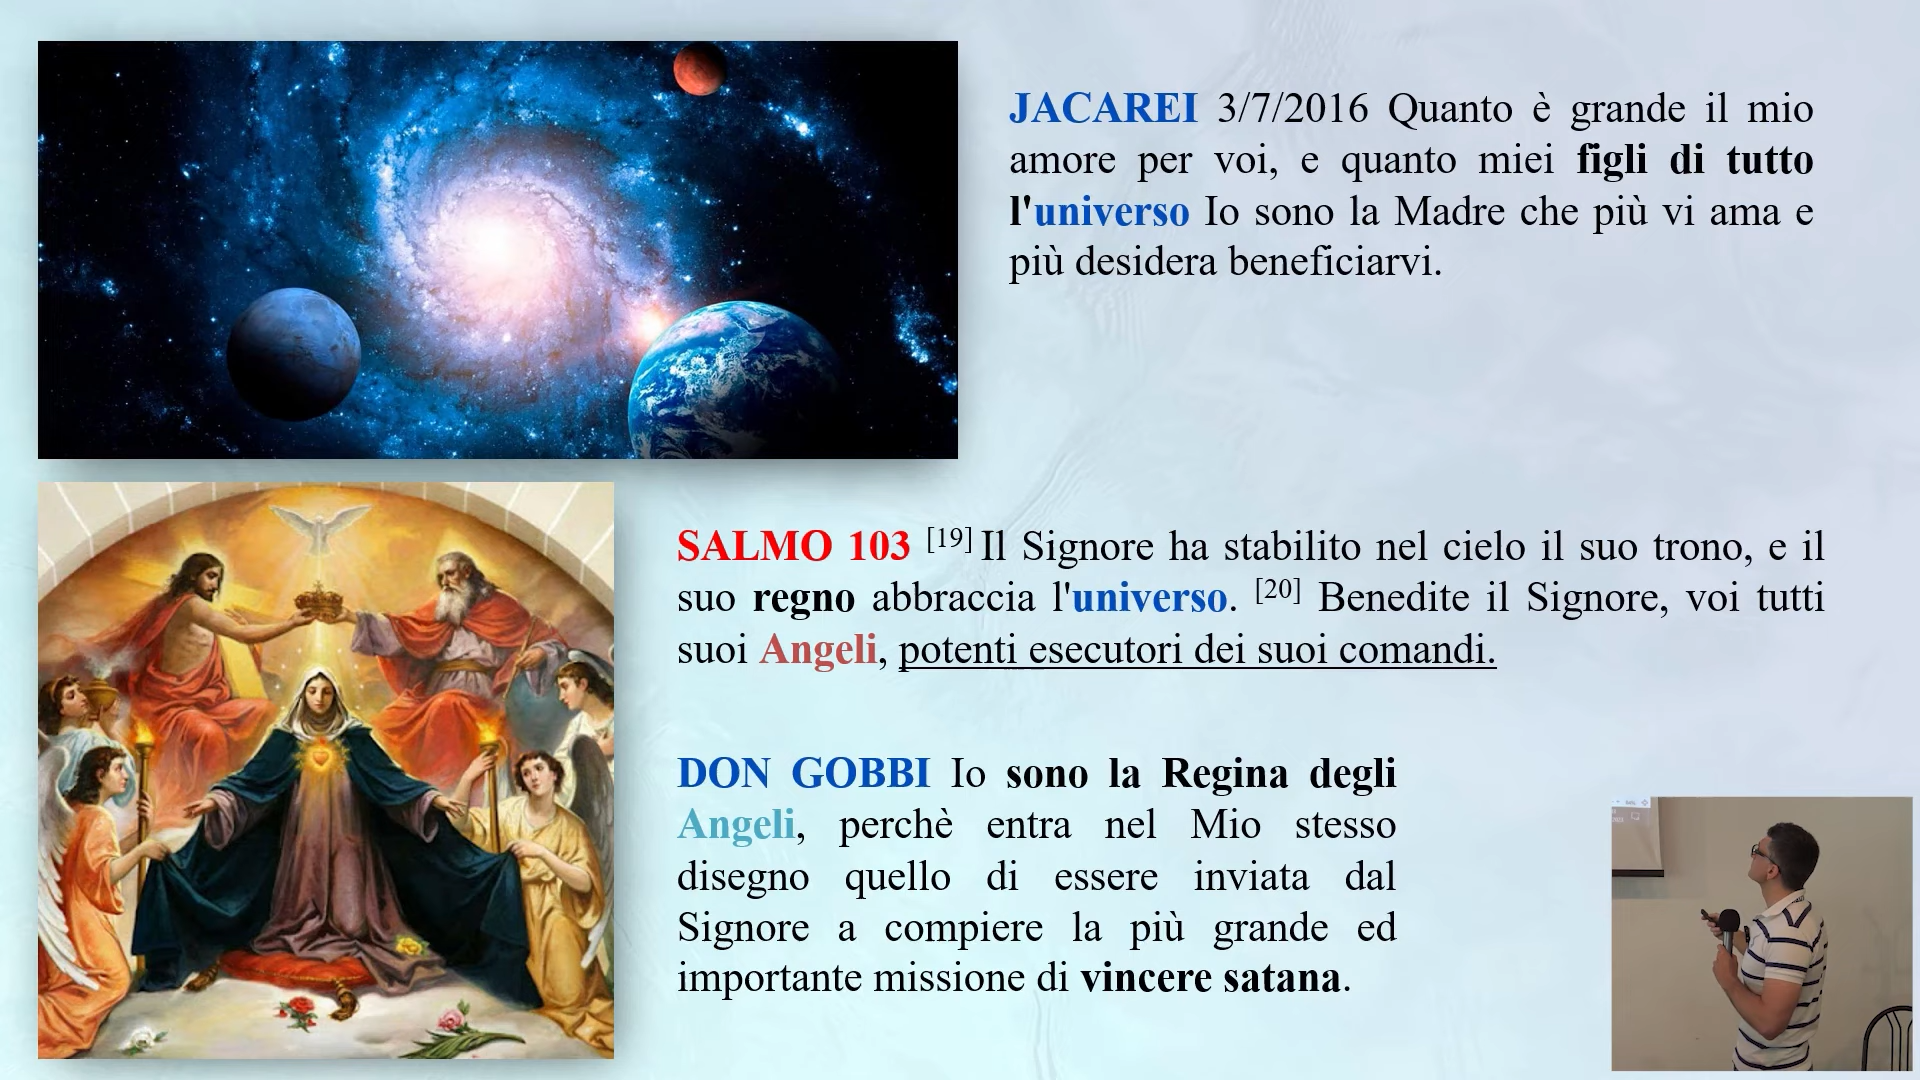 JACAREI 3/7/2016 Quanto è grande il mio
amore per voi, e quanto miei figli di tutto
l'universo Io sono la Madre che più vi ama e
più desidera beneficiarvi.
SALMO 103 [19] Il Signore ha stabilito nel cielo il suo trono, e il
suo regno abbraccia l'universo. [20] Benedite il Signore, voi tutti
suoi Angeli, potenti esecutori dei suoi comandi.
DON GOBBI Io sono la Regina degli
Angeli, perchè entra nel Mio stesso
disegno quello di essere inviata dal
Signore a compiere la più grande ed
importante missione di vincere satana.